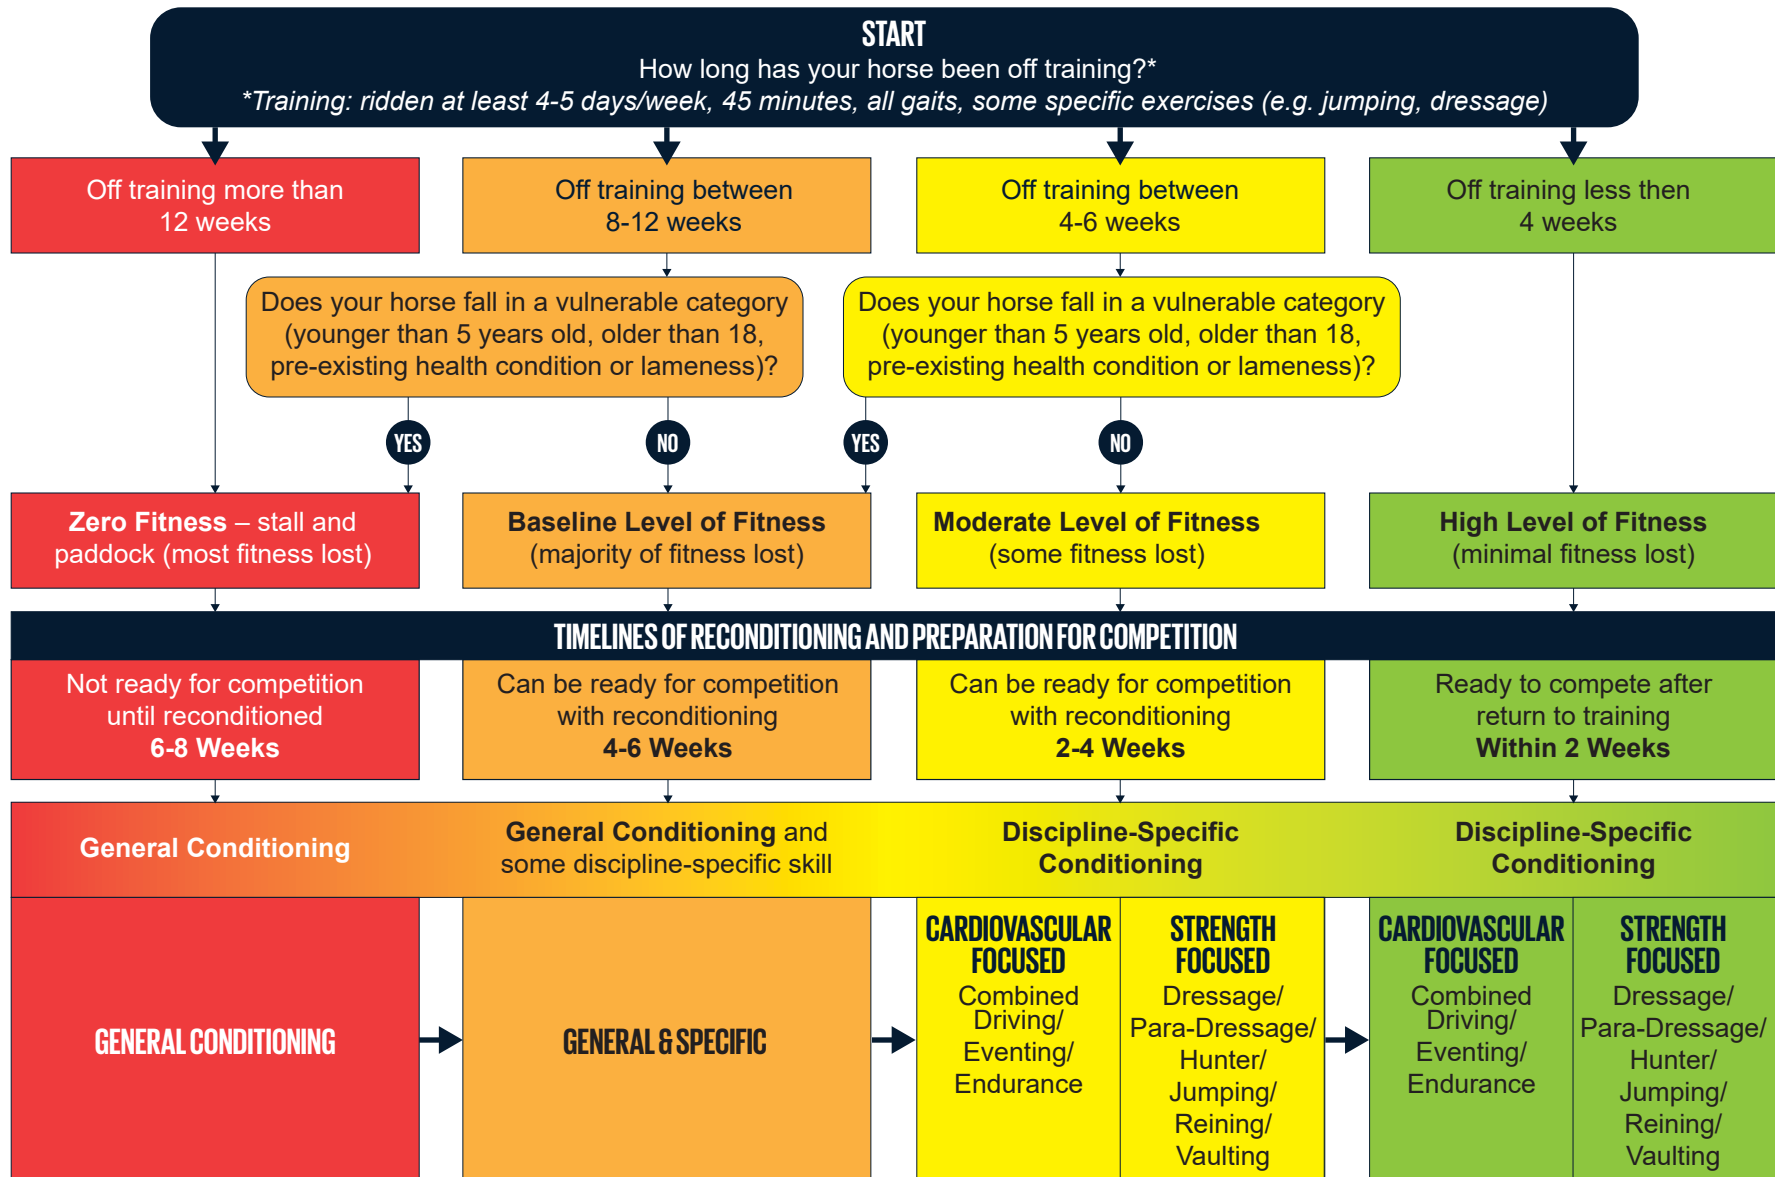 START
How long has your horse been off training?*
*Training: ridden at least 4-5 days/week, 45 minutes, all gaits, some specific exercises (e.g. jumping, dressage)
Off training more than
12 weeks
Off training between
8-12 weeks
Off training between
4-6 weeks
Off training less then
4 weeks
Does your horse fall in a vulnerable category
(younger than 5 years old, older than 18,
pre-existing health condition or lameness)?
Does your horse fall in a vulnerable category
(younger than 5 years old, older than 18,
pre-existing health condition or lameness)?
YES
NO
YES
NO
Zero Fitness – stall and
paddock (most fitness lost)
Baseline Level of Fitness
(majority of fitness lost)
Moderate Level of Fitness
(some fitness lost)
High Level of Fitness
(minimal fitness lost)
TIMELINES OF RECONDITIONING AND PREPARATION FOR COMPETITION
Not ready for competition
until reconditioned
6-8 Weeks
Can be ready for competition
with reconditioning
4-6 Weeks
Can be ready for competition
with reconditioning
2-4 Weeks
Ready to compete after
return to training
Within 2 Weeks
General Conditioning
General Conditioning and
some discipline-specific skill
Discipline-Specific
Conditioning
Discipline-Specific
Conditioning
GENERAL CONDITIONING
GENERAL & SPECIFIC
CARDIOVASCULAR
FOCUSED
Combined
Driving/
Eventing/
Endurance
STRENGTH
FOCUSED
Dressage/
Para-Dressage/
Hunter/
Jumping/
Reining/
Vaulting
CARDIOVASCULAR
FOCUSED
Combined
Driving/
Eventing/
Endurance
STRENGTH
FOCUSED
Dressage/
Para-Dressage/
Hunter/
Jumping/
Reining/
Vaulting